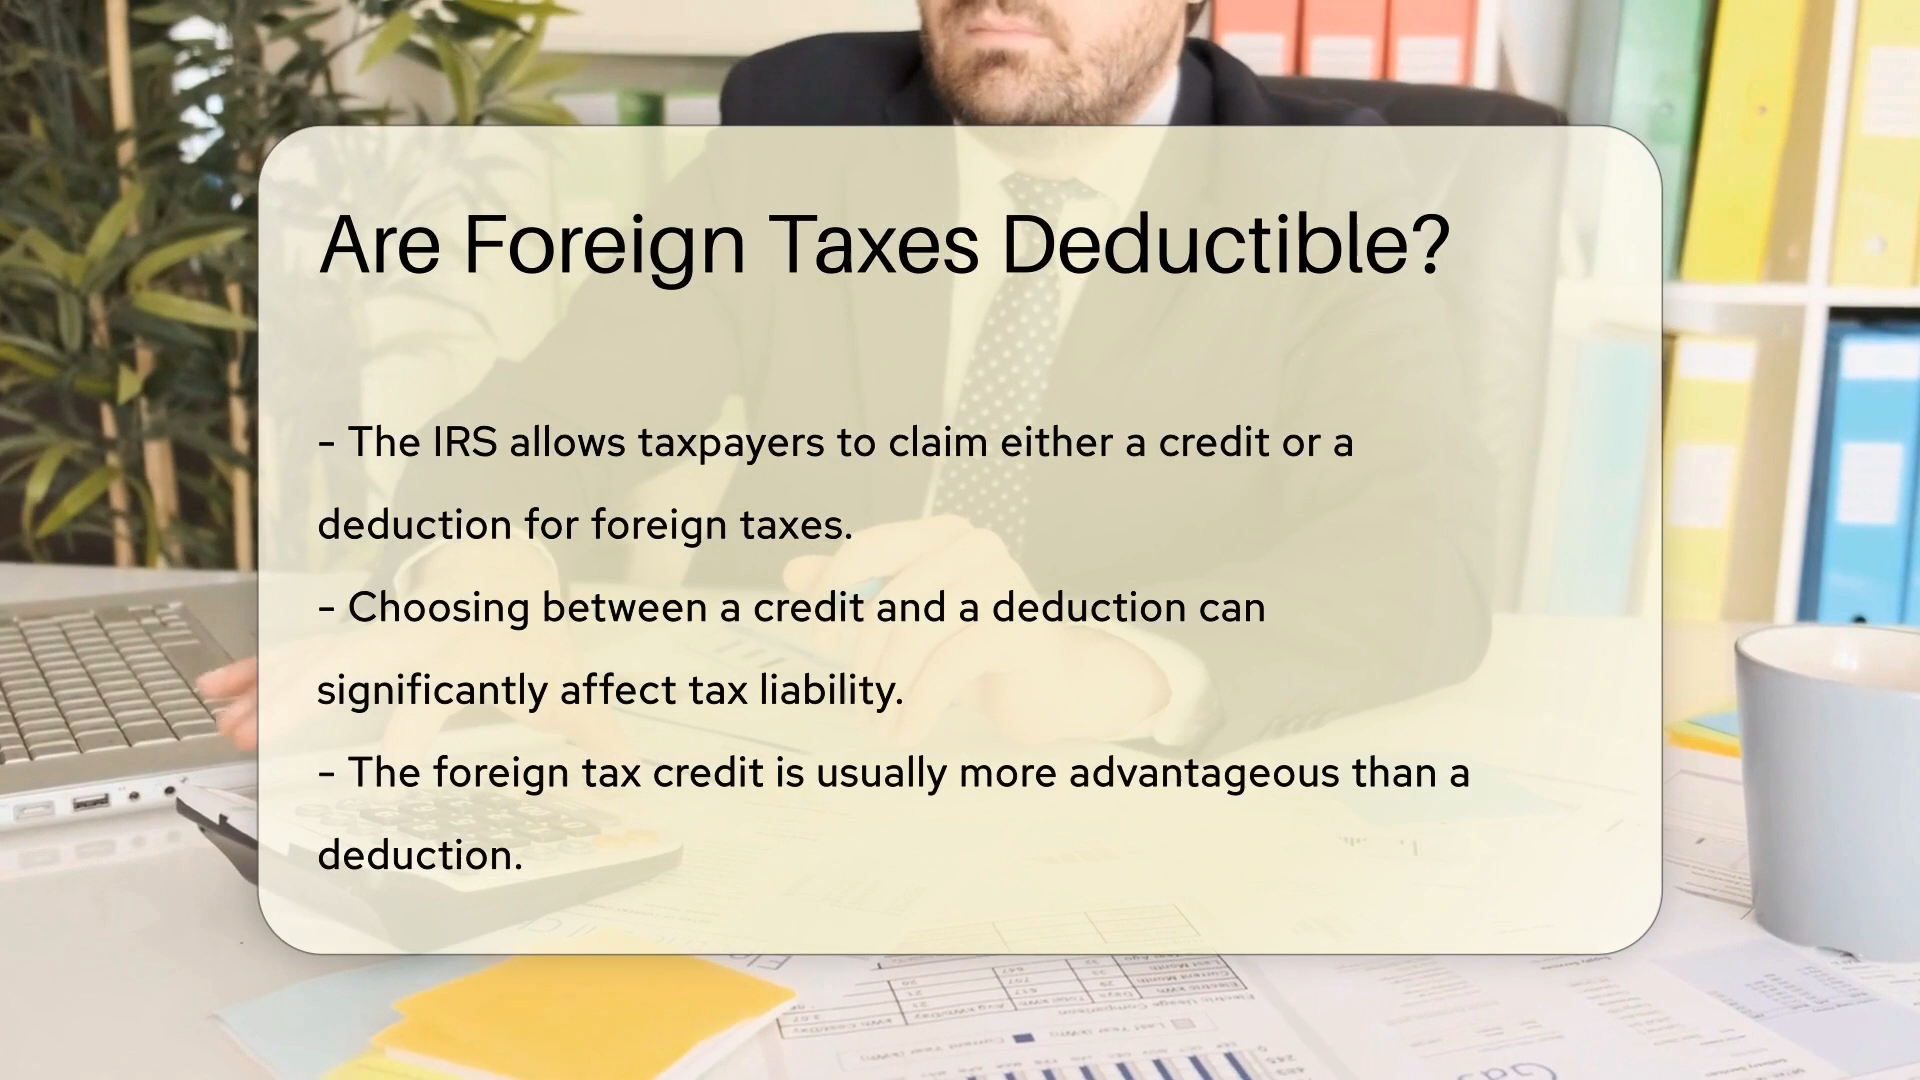 Are Foreign Taxes Deductible?
– The IRS allows taxpayers to claim either a credit or a
deduction for foreign taxes.
– Choosing between a credit and a deduction can
significantly affect tax liability.
– The foreign tax credit is usually more advantageous than a
deduction.